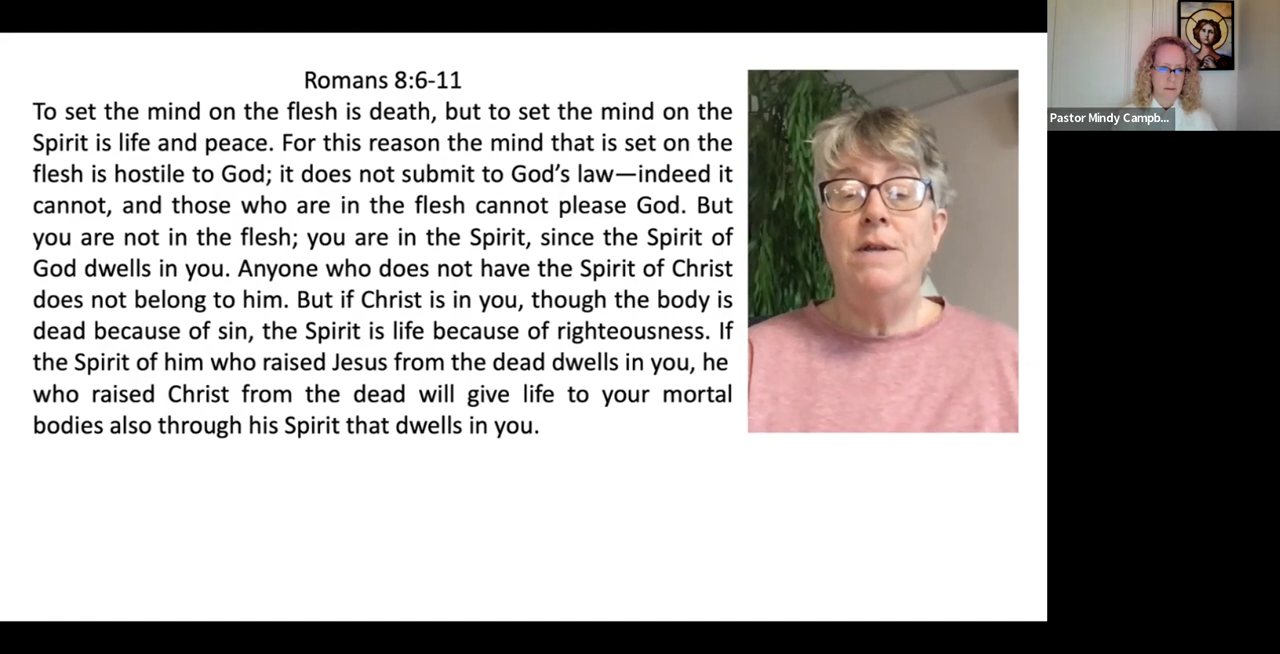 Romans 8:6-11
To set the mind on the flesh is death, but to set the mind on the
Spirit is life and peace. For this reason the mind that is set on the
flesh is hostile to God; it does not submit to God’s law—indeed it
cannot, and those who are in the flesh cannot please God. But
you are not in the flesh; you are in the Spirit, since the Spirit of
God dwells in you. Anyone who does not have the Spirit of Christ
does not belong to him. But if Christ is in you, though the body is
dead because of sin, the Spirit is life because of righteousness. If
the Spirit of him who raised Jesus from the dead dwells in you, he
who raised Christ from the dead will give life to your mortal
bodies also through his Spirit that dwells in you.
Pastor Mindy Campb...